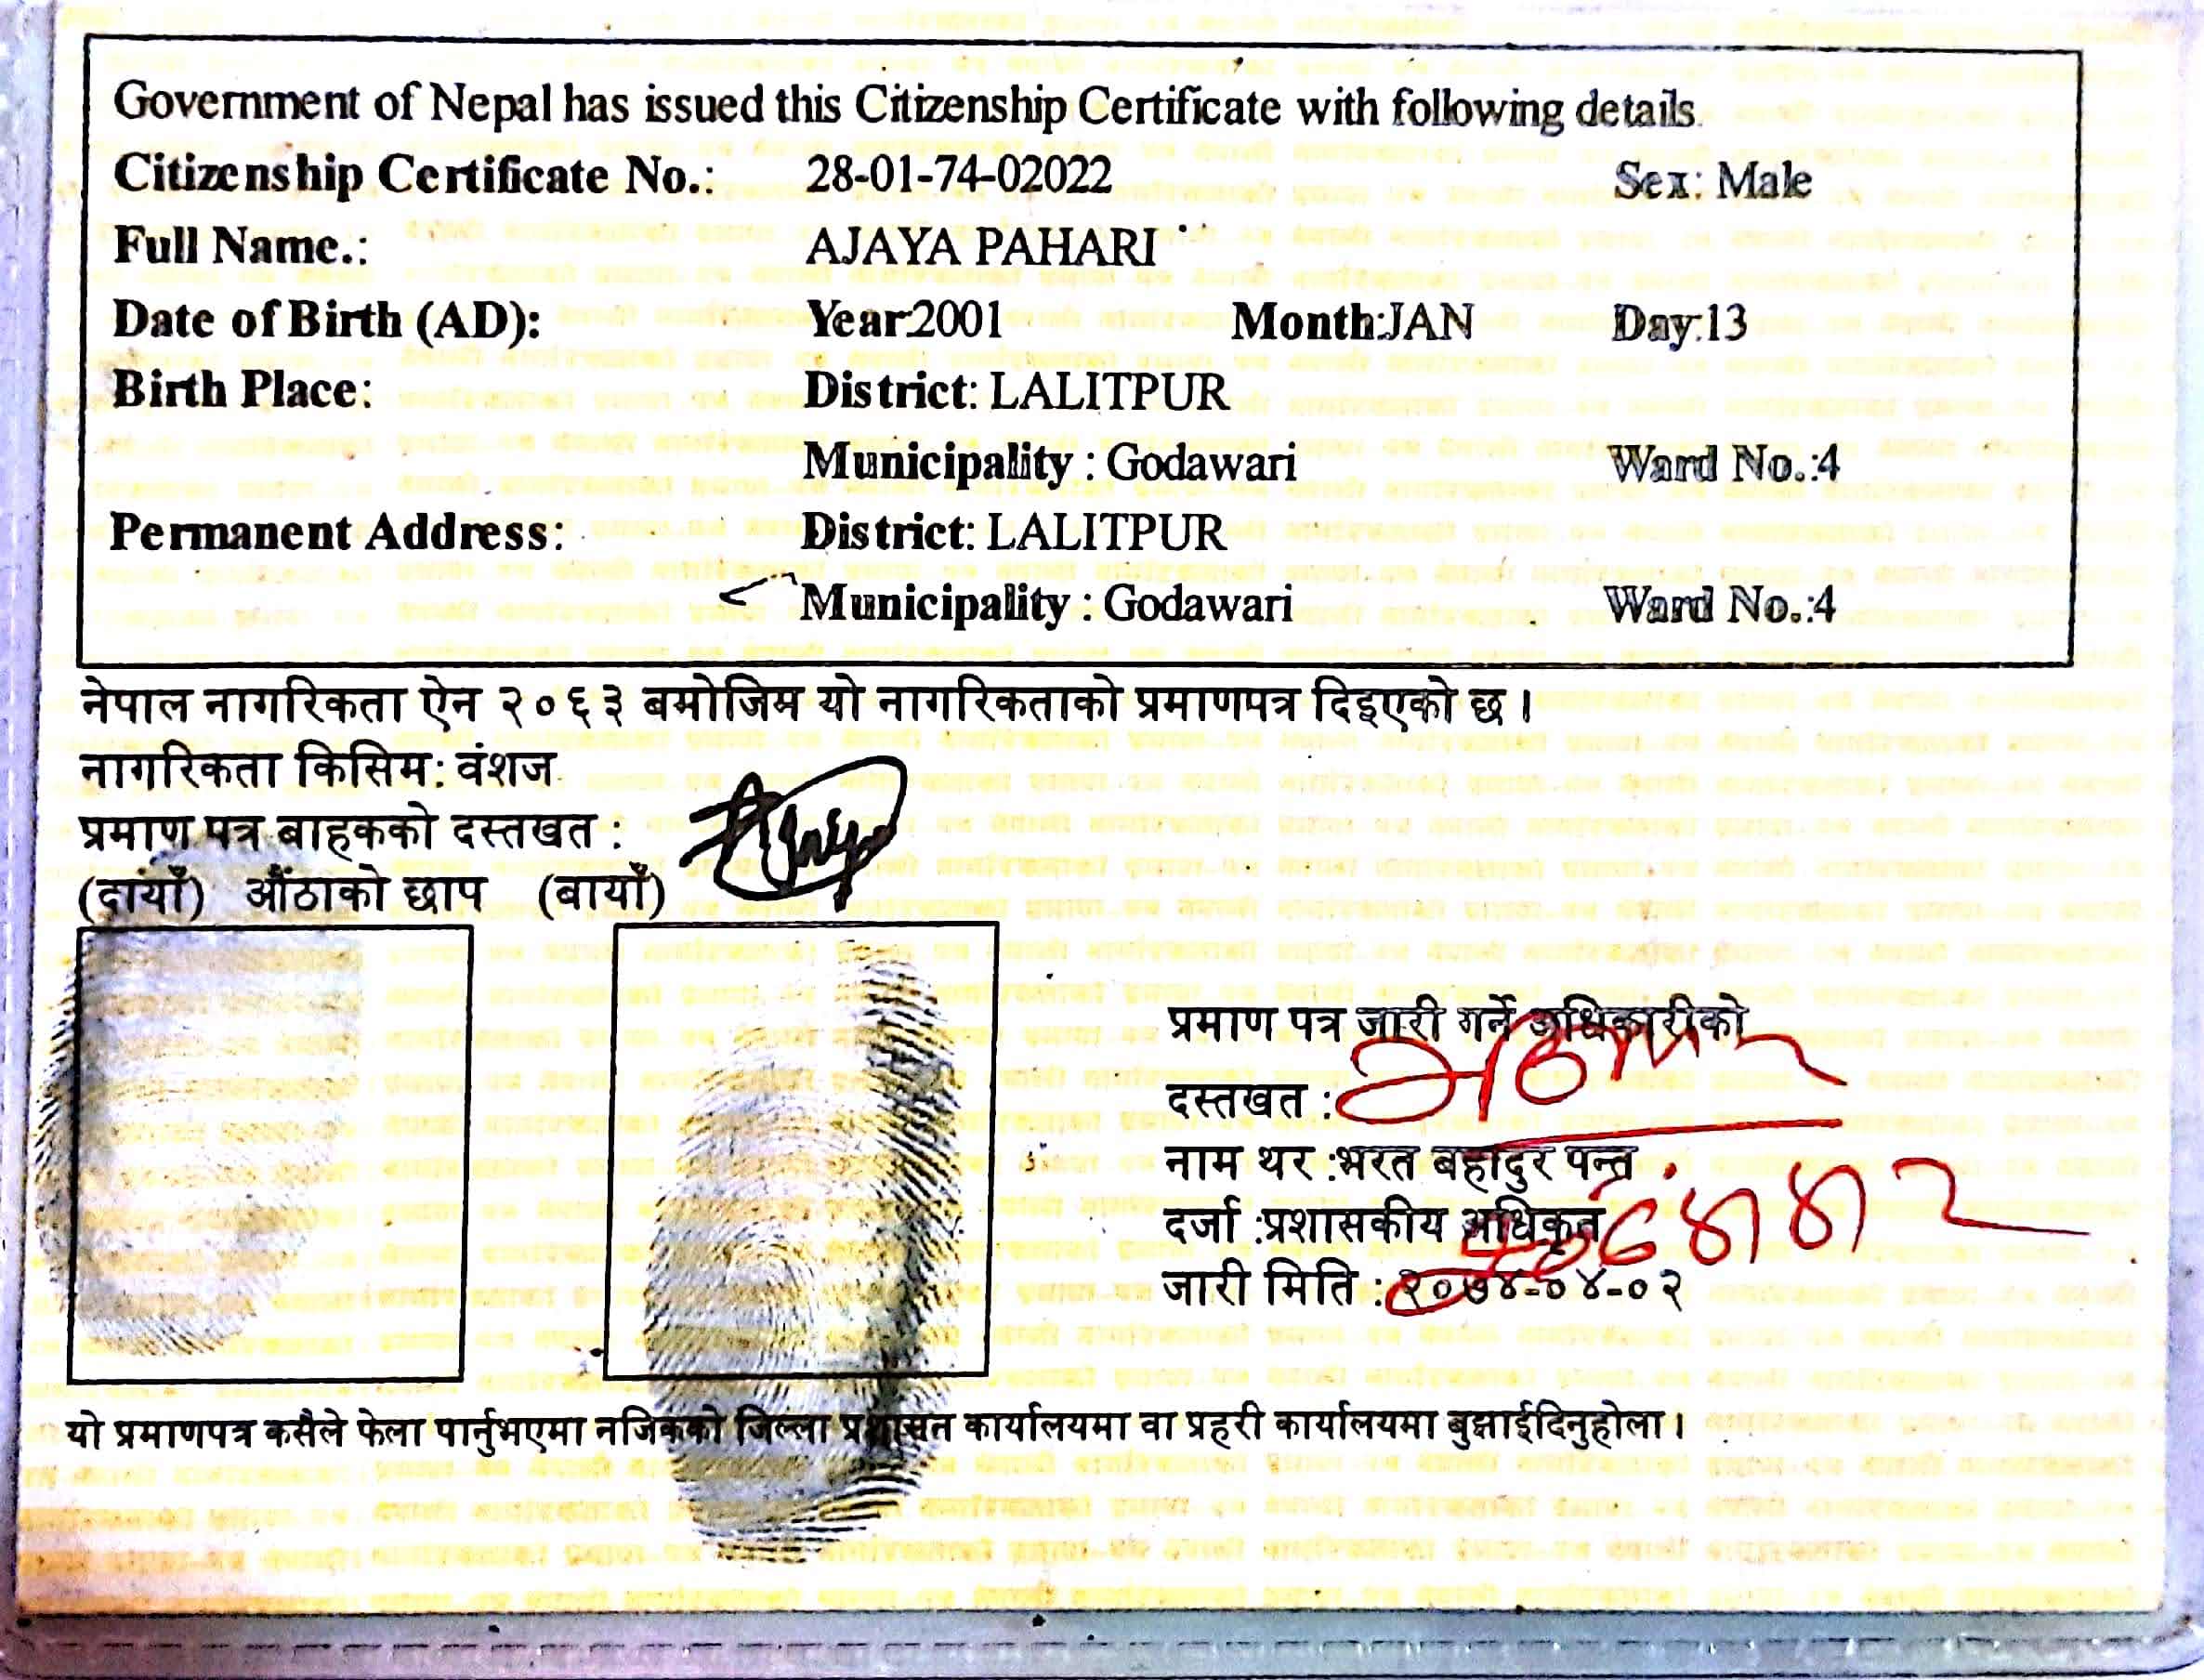 Government of Nepal has issued this Citizenship Certificate with following details.
Citizenship Certificate No.: 28-01-74-02022 Sex: Male
Full Name.: AJAYA PAHARI
Date of Birth (AD): Year:2001 Month:JAN Day:13
Birth Place: District: LALITPUR
Municipality : Godawari Ward No.:4
Permanent Address: District: LALITPUR
Municipality : Godawari Ward No.:4
नेपाल नागरिकता ऐन २०६३ बमोजिम यो नागरिकताको प्रमाणपत्र दिइएको छ ।
नागरिकता किसिम: वंशज
प्रमाण पत्र बाहकको दस्तखत :
(दायाँ) औंठाको छाप (बायाँ)
प्रमाण पत्र जारी गर्ने अधिकारीको
दस्तखत :
नाम थर :भरत बहादुर पन्त
दर्जा :प्रशासकीय अधिकृत
जारी मिति : २०७४-०४-०२
यो प्रमाणपत्र कसैले फेला पार्नुभएमा नजिकको जिल्ला प्रशासन कार्यालयमा वा प्रहरी कार्यालयमा बुझाईदिनुहोला ।